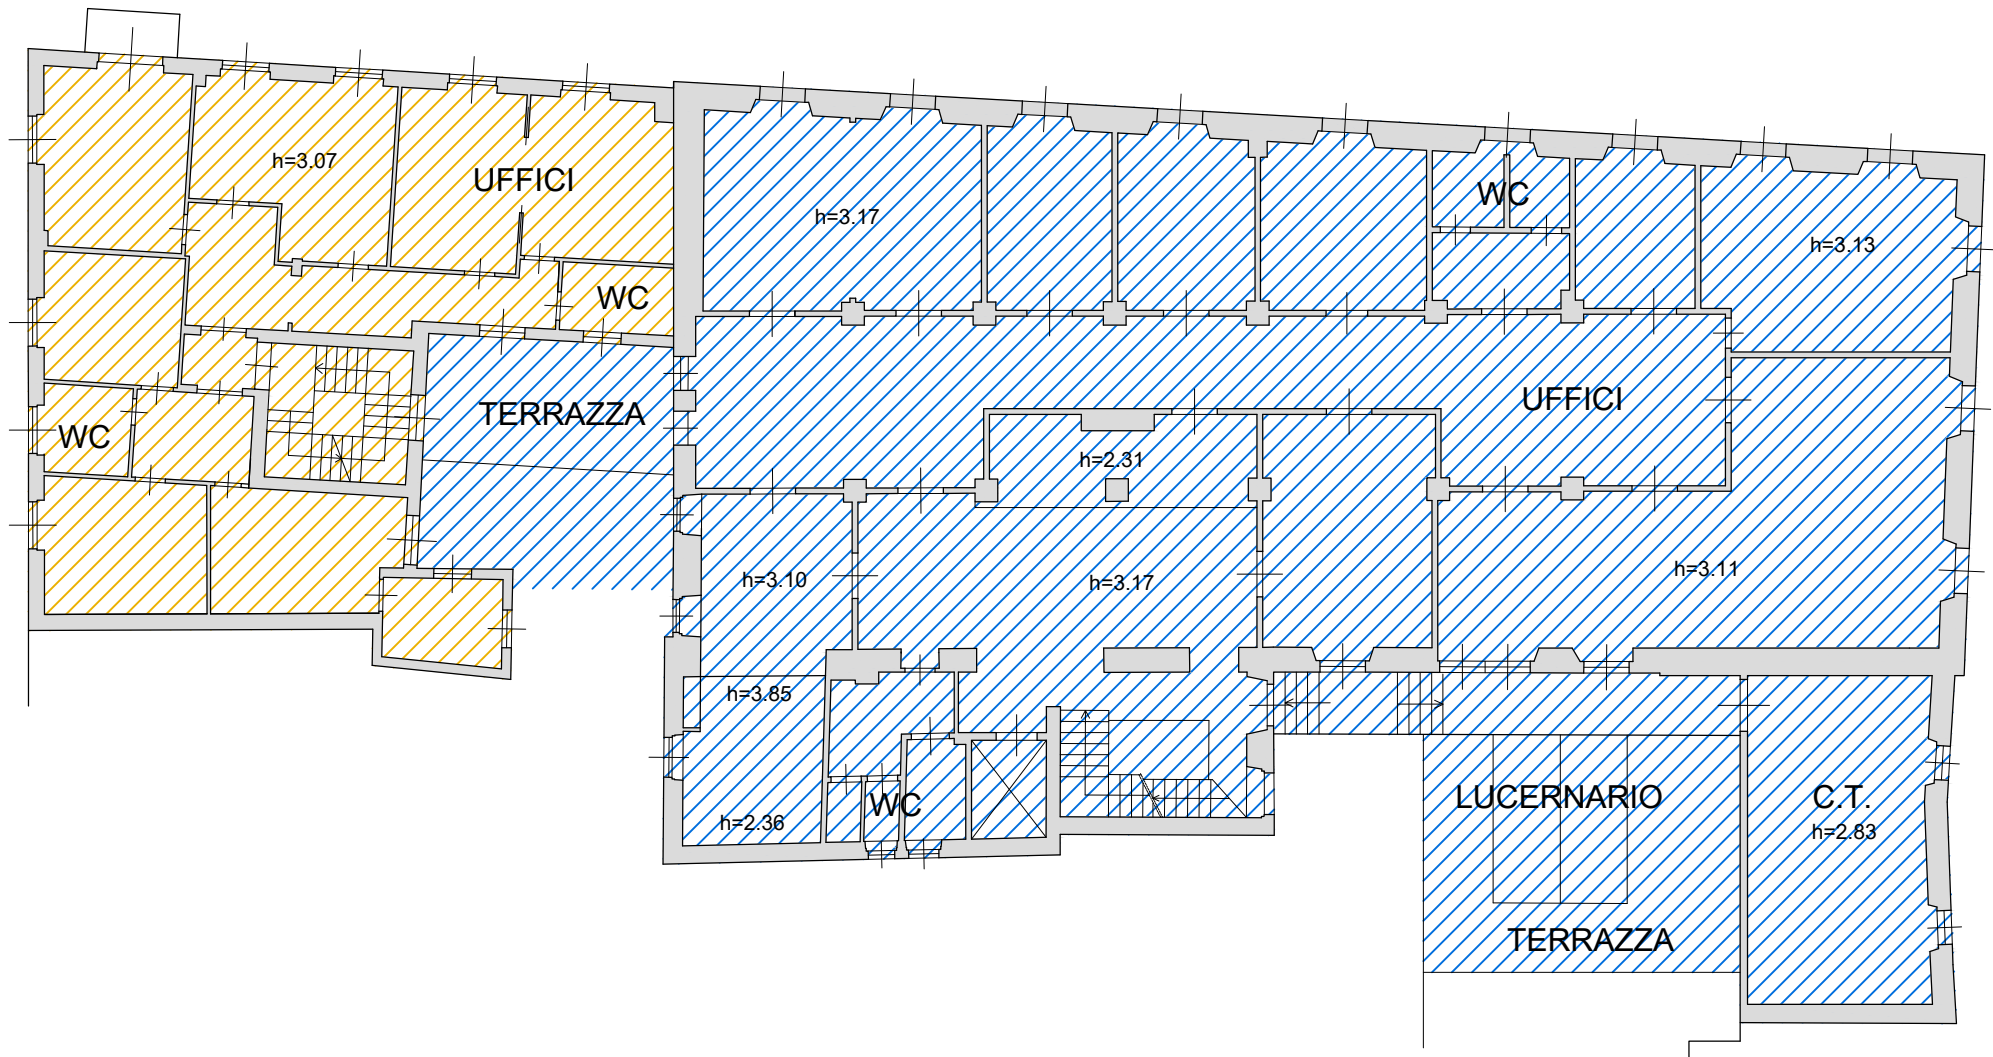 h=3.07
UFFICI
WC
h=3.17
WC
h=3.13
TERRAZZA
UFFICI
WC
h=2.31
h=3.10
h=3.17
h=3.11
h=3.85
h=2.36
WC
LUCERNARIO
C.T.
h=2.83
TERRAZZA